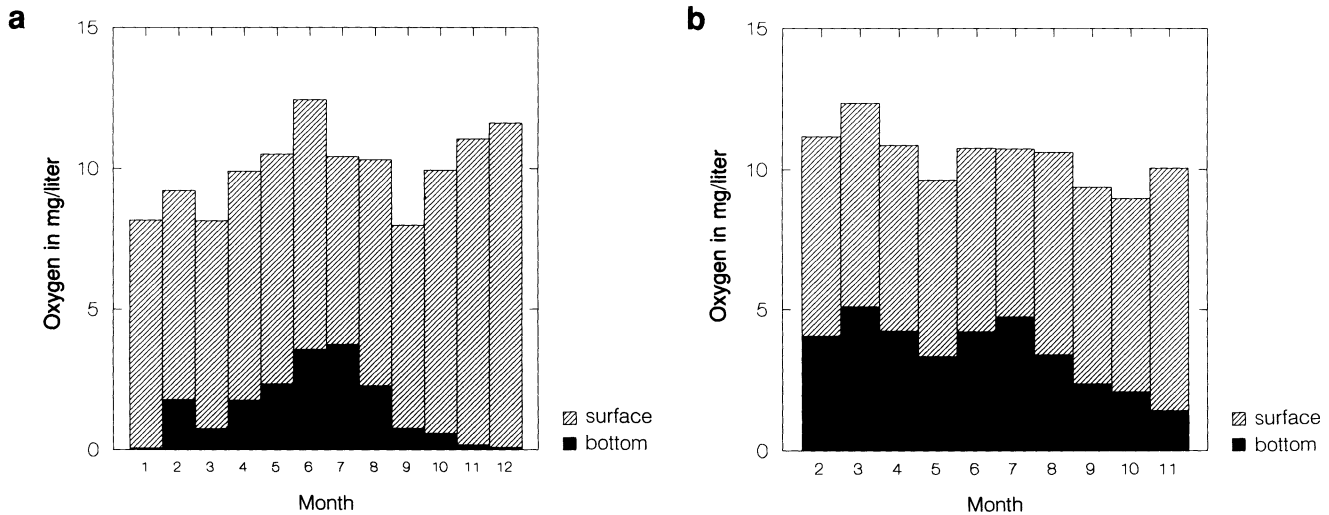 a
15
10
5
0
Oxygen in mg/liter
1 2 3 4 5 6 7 8 9 10 11 12
Month
surface
bottom
b
15
10
5
0
Oxygen in mg/liter
2 3 4 5 6 7 8 9 10 11
Month
surface
bottom